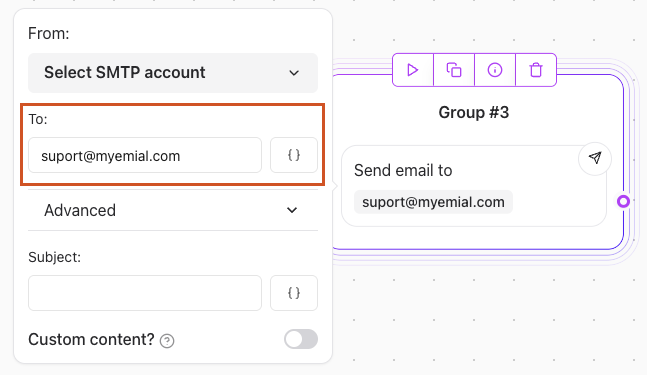 From:
Select SMTP account
To:
suport@myemial.com
{}
Advanced
Subject:
{}
Custom content?
Group #3
Send email to
suport@myemial.com